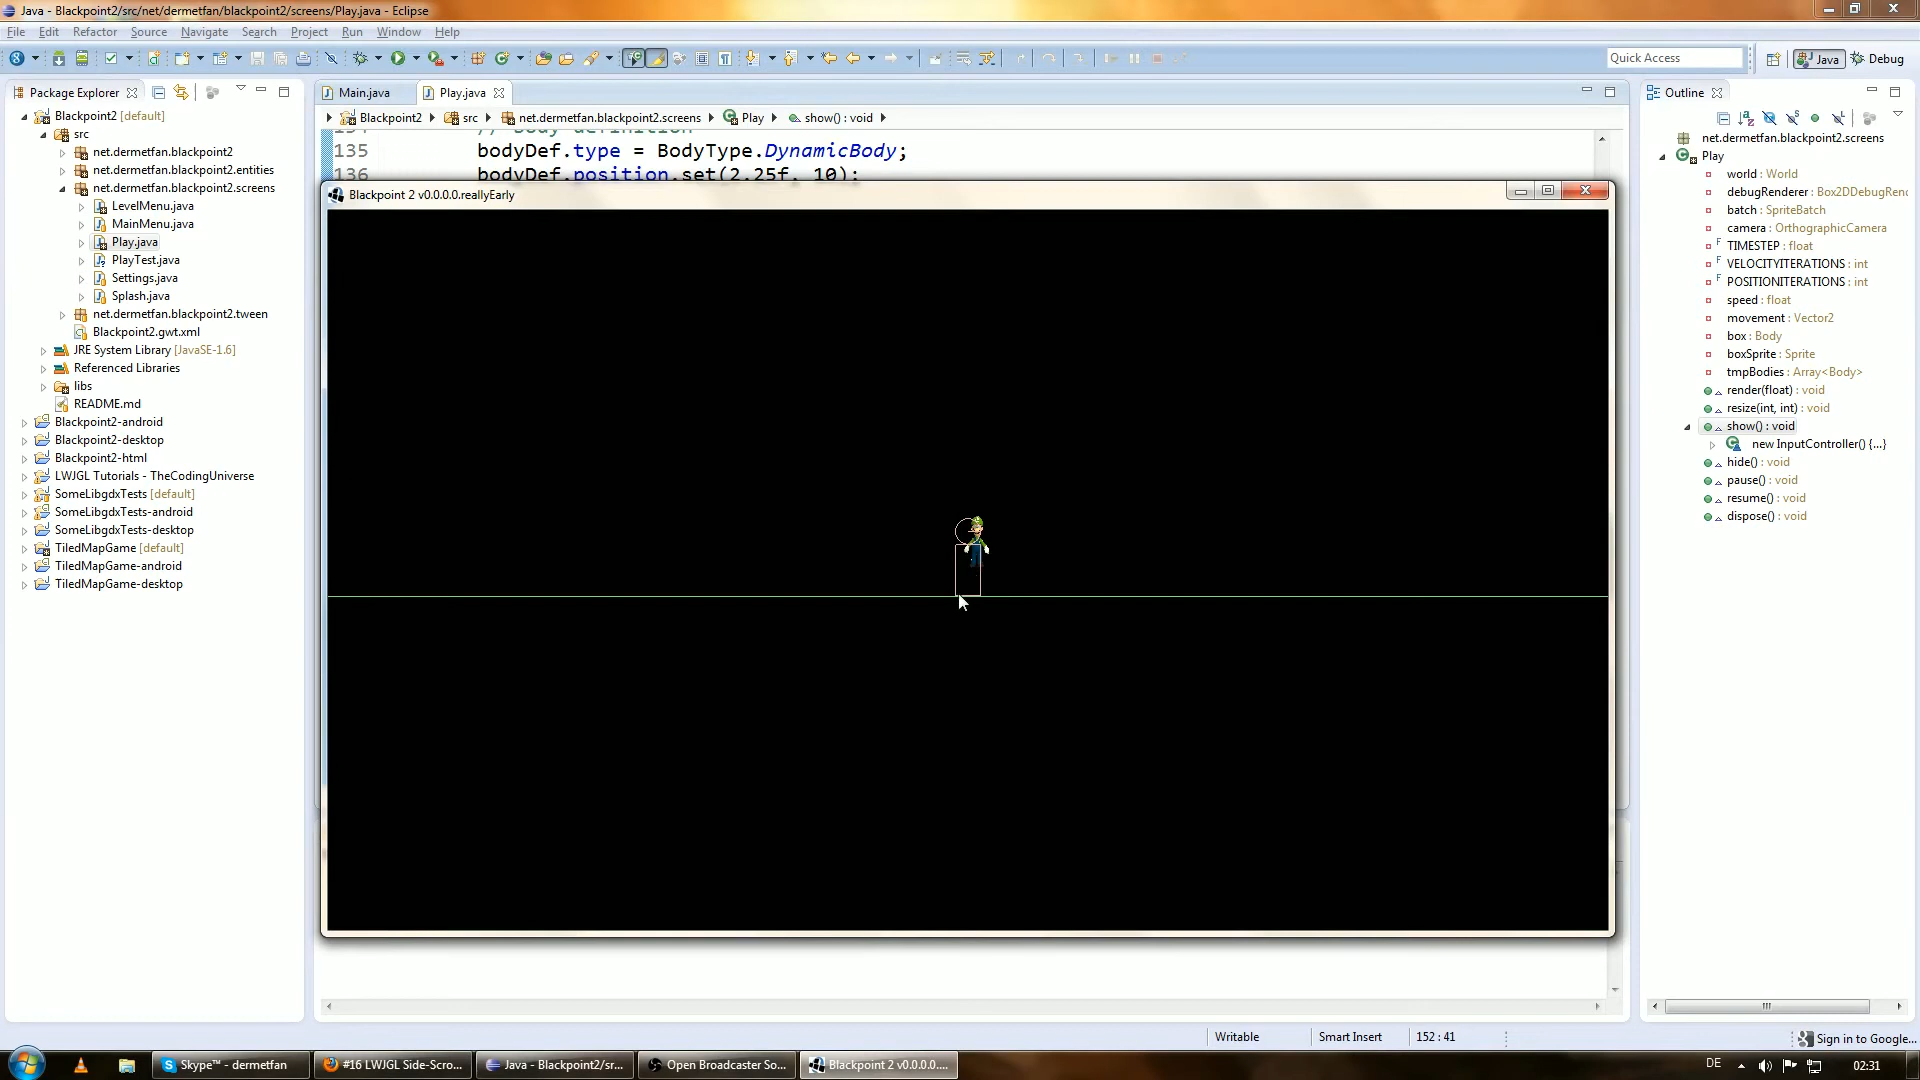 Java - Blackpoint2/src/net/dermetfan/blackpoint2/screens/Play.java - Eclipse
File Edit Refactor Source Navigate Search Project Run Window Help
Quick Access
Java
Debug
Package Explorer
Blackpoint2 [default]
src
net.dermetfan.blackpoint2
net.dermetfan.blackpoint2.entities
net.dermetfan.blackpoint2.screens
LevelMenu.java
MainMenu.java
Play.java
PlayTest.java
Settings.java
Splash.java
net.dermetfan.blackpoint2.tween
Blackpoint2.gwt.xml
JRE System Library [JavaSE-1.6]
Referenced Libraries
libs
README.md
Blackpoint2-android
Blackpoint2-desktop
Blackpoint2-html
LWJGL Tutorials - TheCodingUniverse
SomeLibgdxTests [default]
SomeLibgdxTests-android
SomeLibgdxTests-desktop
TiledMapGame [default]
TiledMapGame-android
TiledMapGame-desktop
Main.java
Play.java
Blackpoint2 src net.dermetfan.blackpoint2.screens Play show() : void
134 // body definition
135 bodyDef.type = BodyType.DynamicBody;
136 bodyDef.position.set(2.25f, 10);
Blackpoint 2 v0.0.0.0.reallyEarly
Outline
net.dermetfan.blackpoint2.screens
Play
world : World
debugRenderer : Box2DDebugRen
batch : SpriteBatch
camera : OrthographicCamera
F TIMESTEP : float
F VELOCITYITERATIONS : int
F POSITIONITERATIONS : int
speed : float
movement : Vector2
box : Body
boxSprite : Sprite
tmpBodies : Array<Body>
render(float) : void
resize(int, int) : void
show() : void
new InputController() {...}
hide() : void
pause() : void
resume() : void
dispose() : void
Writable
Smart Insert
152 : 41
Sign in to Google...
Skype™ - dermetfan
#16 LWJGL Side-Scro...
Java - Blackpoint2/sr...
Open Broadcaster So...
Blackpoint 2 v0.0.0.0....
DE
02:31